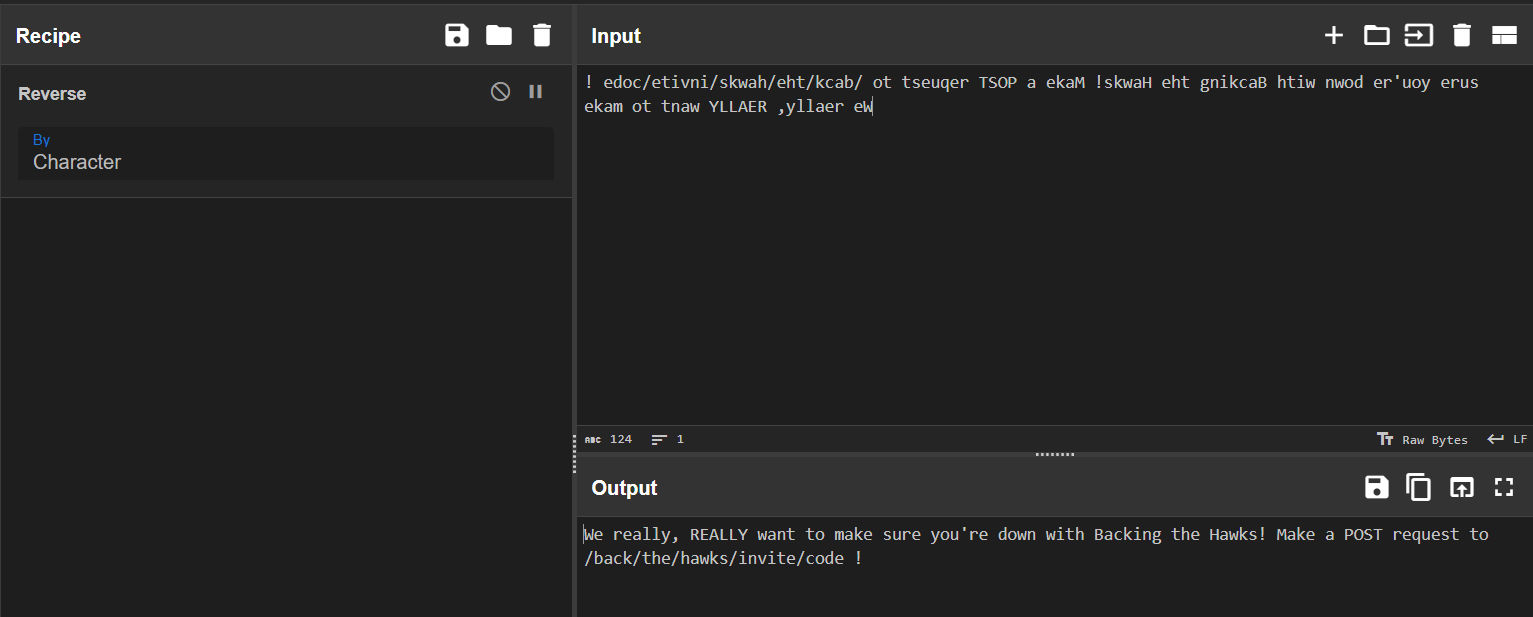 Recipe
Input
Reverse
By
Character
! edoc/etivni/skwah/eht/kcab/ ot tseuqer TSOP a ekaM !skwaH eht gnikcaB htiw nwod er'uoy erus
ekam ot tnaw YLLAER ,yllaer eW
ABC 124 1
Raw Bytes LF
Output
We really, REALLY want to make sure you're down with Backing the Hawks! Make a POST request to
/back/the/hawks/invite/code !